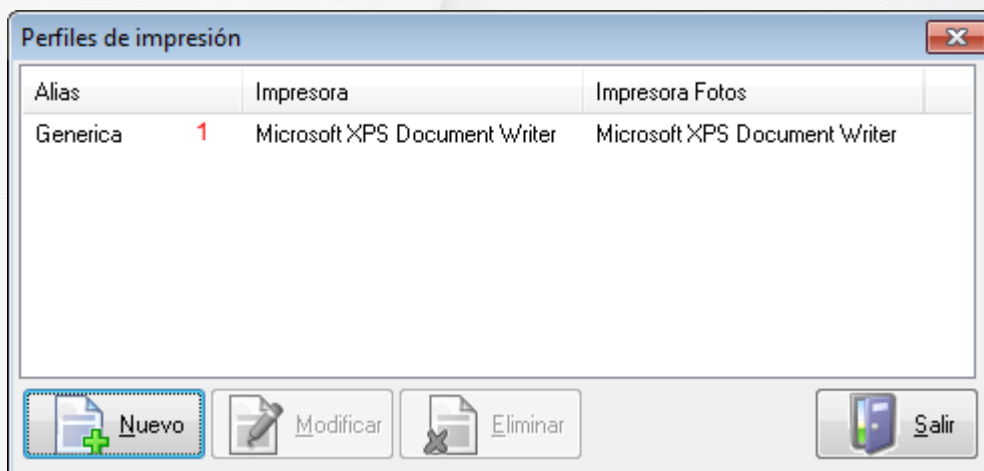 Perfiles de impresión
Alias Impresora Impresora Fotos
Generica 1 Microsoft XPS Document Writer Microsoft XPS Document Writer
Nuevo Modificar Eliminar Salir